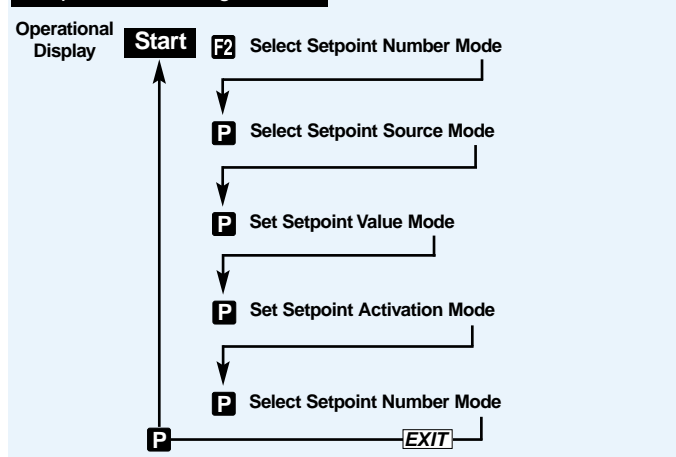 Operational
Display
Start
F2 Select Setpoint Number Mode
P Select Setpoint Source Mode
P Set Setpoint Value Mode
P Set Setpoint Activation Mode
P Select Setpoint Number Mode
P EXIT